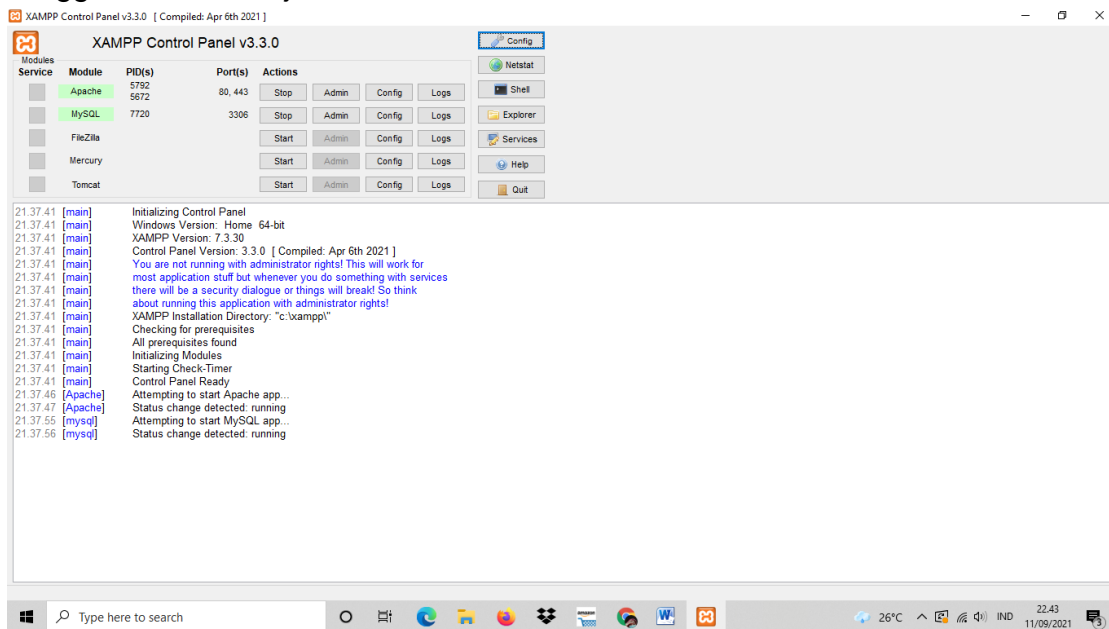 XAMPP Control Panel v3.3.0 [ Compiled: Apr 6th 2021 ]
XAMPP Control Panel v3.3.0
Config
Netstat
Shell
Explorer
Services
Help
Quit
Modules
Service Module PID(s) Port(s) Actions
Apache 5792 5672 80, 443 Stop Admin Config Logs
MySQL 7720 3306 Stop Admin Config Logs
FileZilla Start Admin Config Logs
Mercury Start Admin Config Logs
Tomcat Start Admin Config Logs
21.37.41 [main] Initializing Control Panel
21.37.41 [main] Windows Version: Home 64-bit
21.37.41 [main] XAMPP Version: 7.3.30
21.37.41 [main] Control Panel Version: 3.3.0 [ Compiled: Apr 6th 2021 ]
21.37.41 [main] You are not running with administrator rights! This will work for
21.37.41 [main] most application stuff but whenever you do something with services
21.37.41 [main] there will be a security dialogue or things will break! So think
21.37.41 [main] about running this application with administrator rights!
21.37.41 [main] XAMPP Installation Directory: "c:\xampp\"
21.37.41 [main] Checking for prerequisites
21.37.41 [main] All prerequisites found
21.37.41 [main] Initializing Modules
21.37.41 [main] Starting Check-Timer
21.37.41 [main] Control Panel Ready
21.37.46 [Apache] Attempting to start Apache app...
21.37.47 [Apache] Status change detected: running
21.37.55 [mysql] Attempting to start MySQL app...
21.37.56 [mysql] Status change detected: running
Type here to search
26°C
IND
22.43
11/09/2021
3